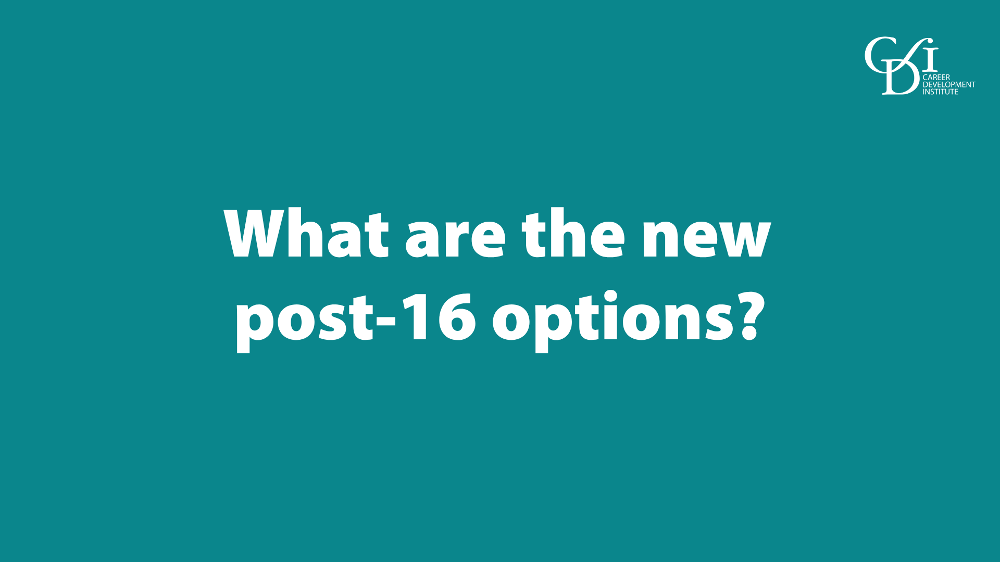 CDI
CAREER
DEVELOPMENT
INSTITUTE
What are the new
post-16 options?